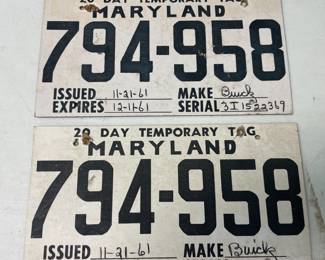 20 DAY TEMPORARY TAG
MARYLAND
794-958
ISSUED 11-21-61 MAKE Buick
EXPIRES 12-11-61 SERIAL 3I1522369
20 DAY TEMPORARY TAG
MARYLAND
794-958
ISSUED 11-21-61 MAKE Buick